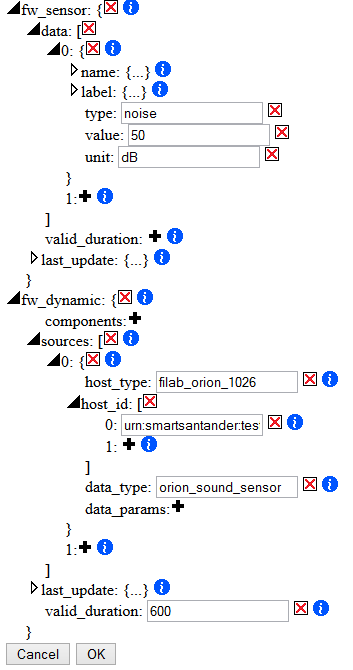 fw_sensor: {
data: [
0: {
name: {...}
label: {...}
type: noise
value: 50
unit: dB
}
1:
]
valid_duration:
last_update: {...}
}
fw_dynamic: {
components:
sources: [
0: {
host_type: filab_orion_1026
host_id: [
0: urn:smartsantander:tes
1:
]
data_type: orion_sound_sensor
data_params:
}
1:
]
last_update: {...}
valid_duration: 600
}
Cancel OK